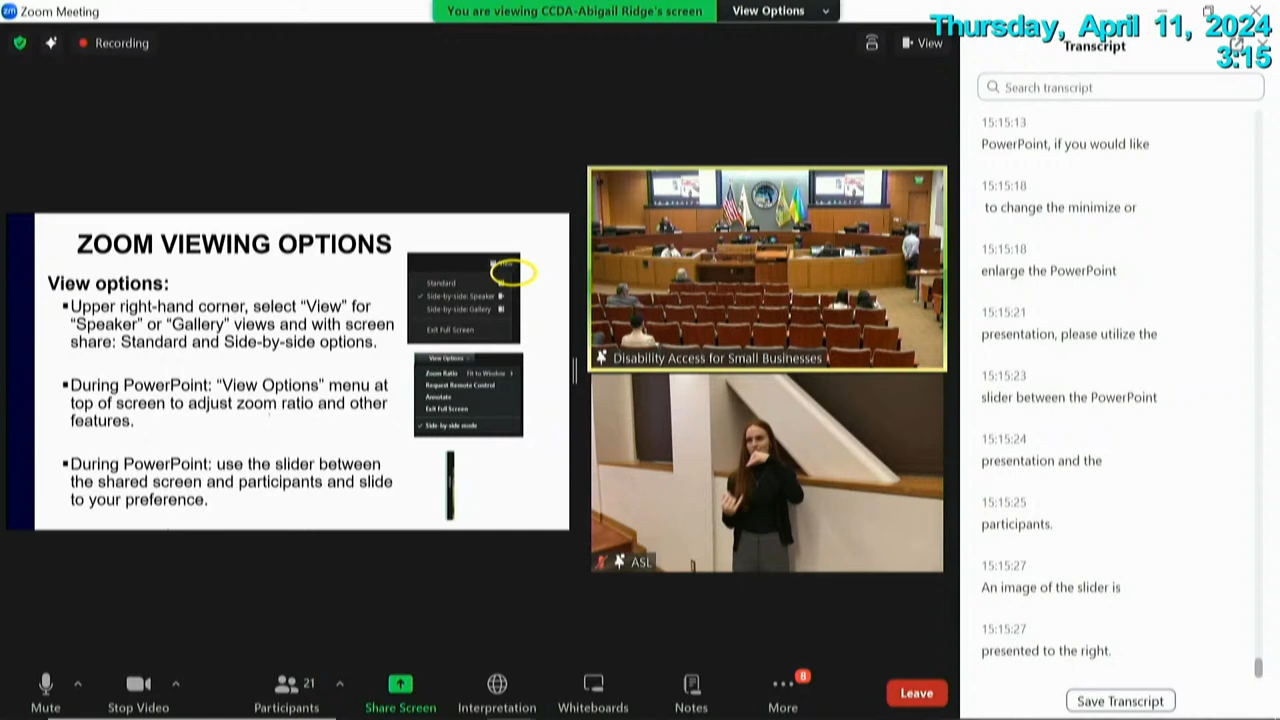 Zoom Meeting
You are viewing CCDA-Abigail Ridge's screen
View Options
Thursday, April 11, 2024
3:15
Recording
View
Transcript
Search transcript
15:15:13
PowerPoint, if you would like
15:15:18
to change the minimize or
15:15:18
enlarge the PowerPoint
15:15:21
presentation, please utilize the
15:15:23
slider between the PowerPoint
15:15:24
presentation and the
15:15:25
participants.
15:15:27
An image of the slider is
15:15:27
presented to the right.
Save Transcript
ZOOM VIEWING OPTIONS
View options:
▪Upper right-hand corner, select “View” for
“Speaker” or “Gallery” views and with screen
share: Standard and Side-by-side options.
▪During PowerPoint: “View Options” menu at
top of screen to adjust zoom ratio and other
features.
▪During PowerPoint: use the slider between
the shared screen and participants and slide
to your preference.
Standard
✓ Side-by-side: Speaker
Side-by-side: Gallery
Exit Full Screen
View Options
Zoom Ratio Fit to Window >
Request Remote Control
Annotate
Exit Full Screen
✓ Side-by-side mode
Disability Access for Small Businesses
ASL
Mute
Stop Video
21
Participants
Share Screen
Interpretation
Whiteboards
Notes
8
More
Leave